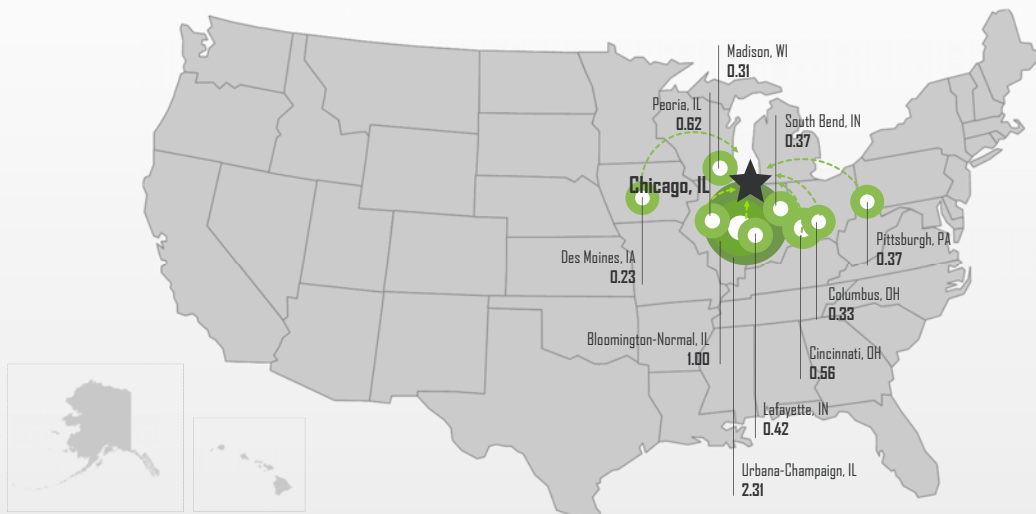 Madison, WI
0.31
Peoria, IL
0.62
South Bend, IN
0.37
Chicago, IL
Des Moines, IA
0.23
Pittsburgh, PA
0.37
Columbus, OH
0.33
Bloomington-Normal, IL
1.00
Cincinnati, OH
0.56
Lafayette, IN
0.42
Urbana-Champaign, IL
2.31